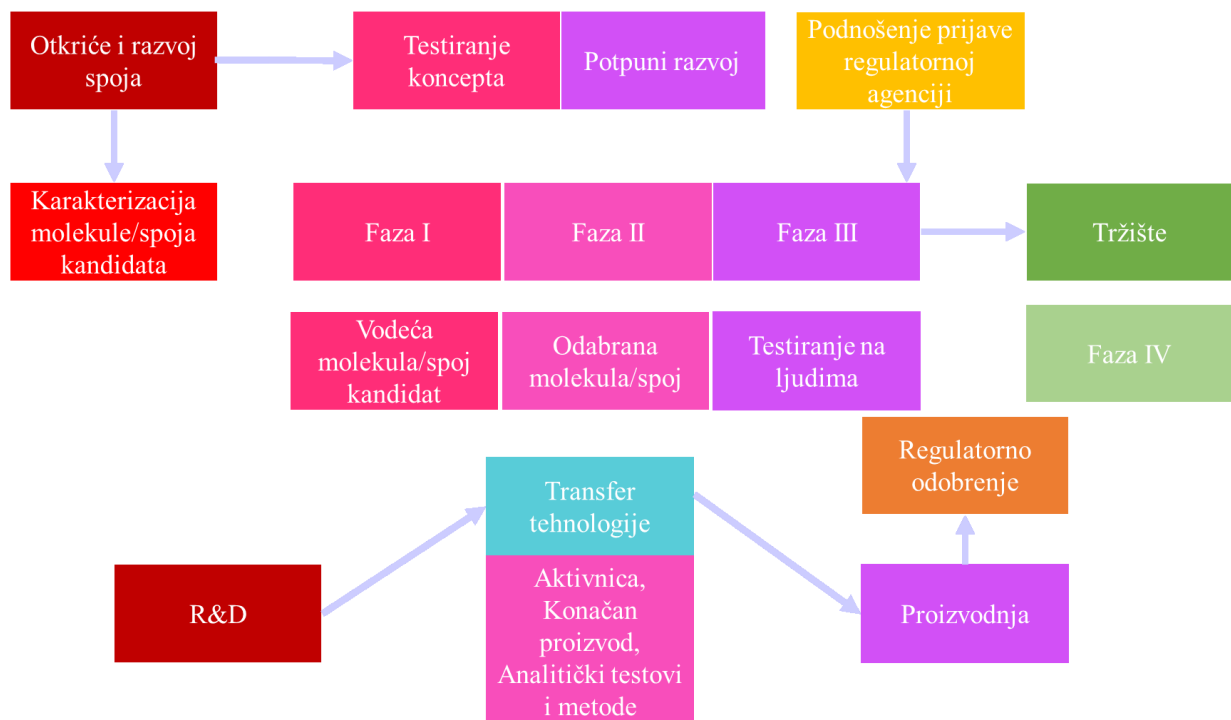 Otkriće i razvoj
spoja
Testiranje
koncepta
Potpuni razvoj
Podnošenje prijave
regulatornoj
agenciji
Karakterizacija
molekule/spoja
kandidata
Faza I
Faza II
Faza III
Tržište
Vodeća
molekula/spoj
kandidat
Odabrana
molekula/spoj
Testiranje na
ljudima
Faza IV
Regulatorno
odobrenje
Transfer
tehnologije
R&D
Aktivnica,
Konačan
proizvod,
Analitički testovi
i metode
Proizvodnja